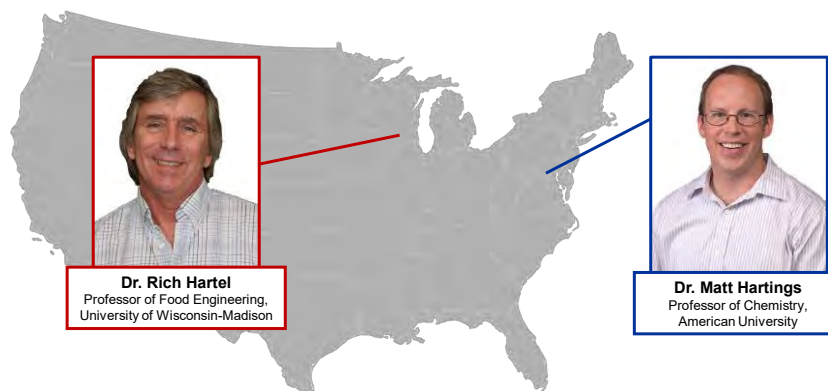 Dr. Rich Hartel
Professor of Food Engineering,
University of Wisconsin-Madison
Dr. Matt Hartings
Professor of Chemistry,
American University